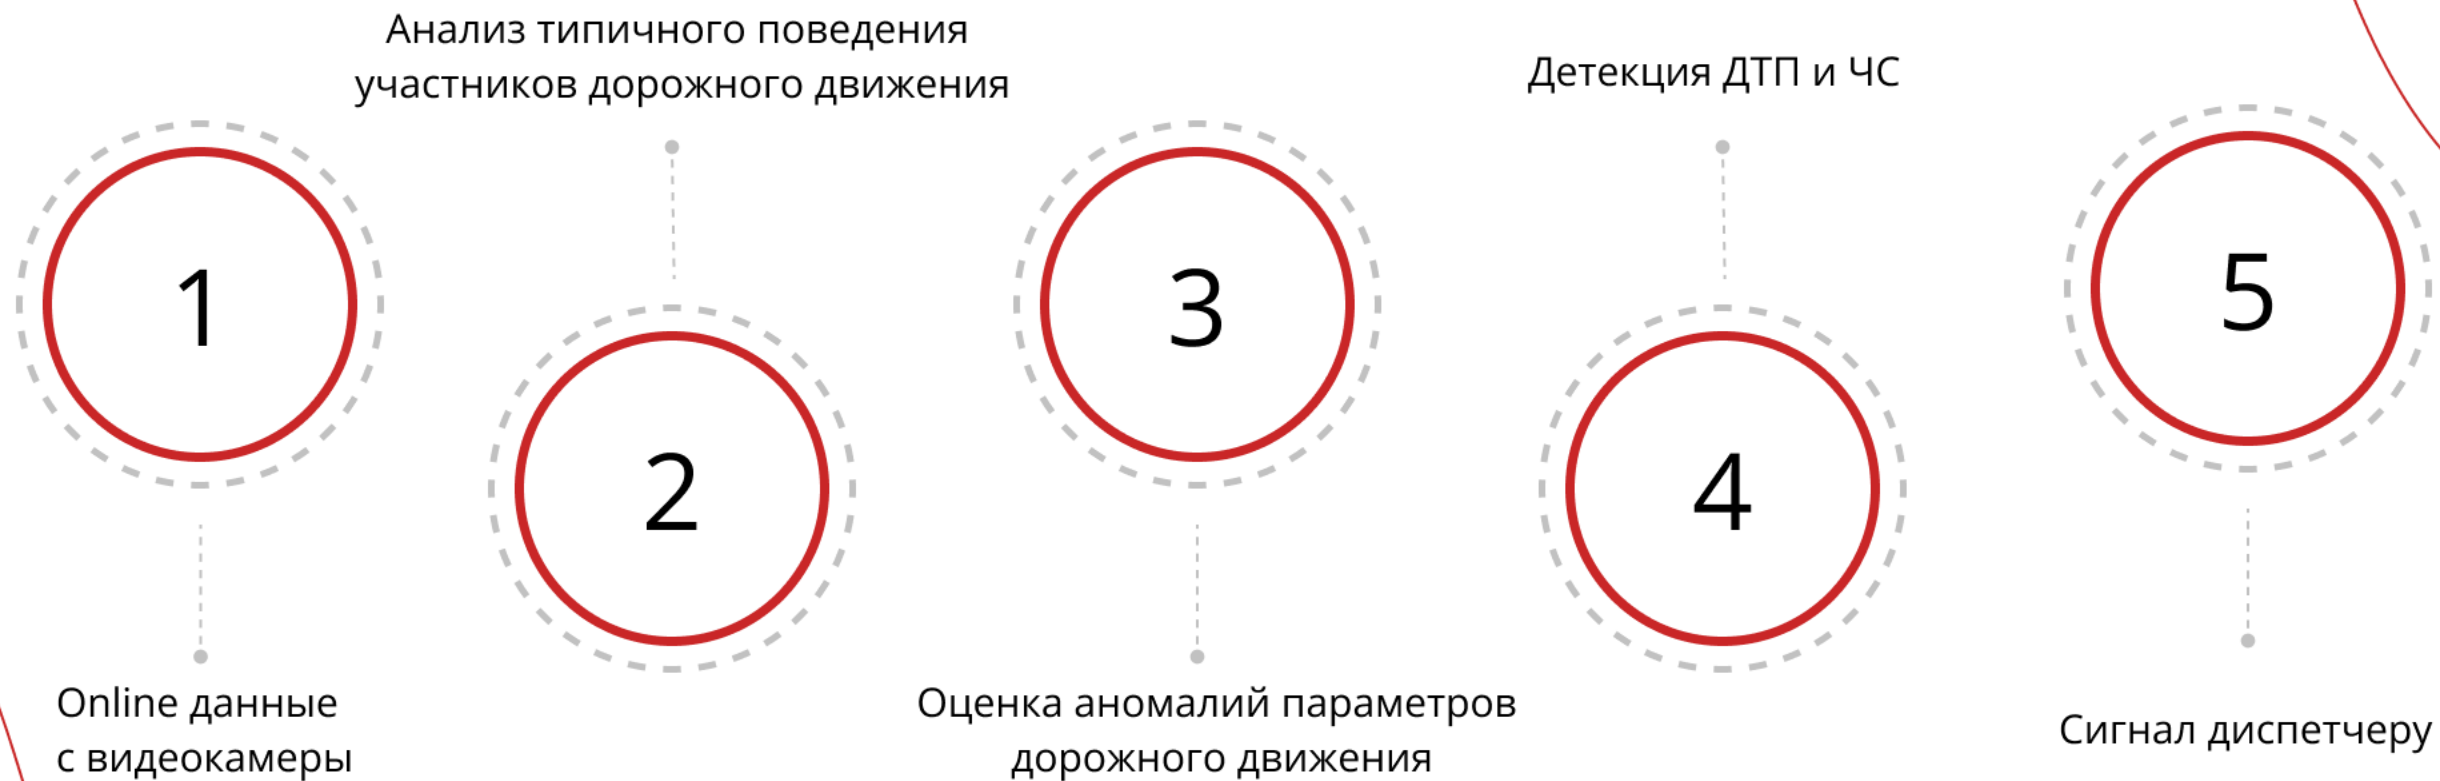 1
Online данные
с видеокамеры
Анализ типичного поведения
участников дорожного движения
2
3
Оценка аномалий параметров
дорожного движения
Детекция ДТП и ЧС
4
5
Сигнал диспетчеру